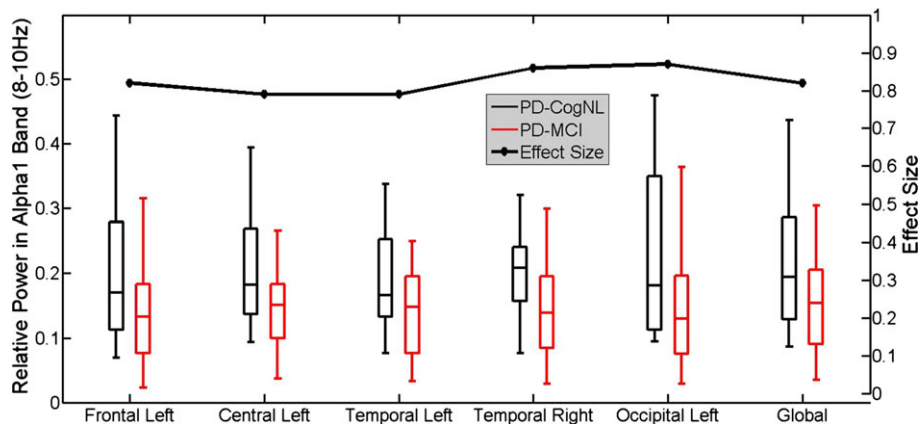 Relative Power in Alpha1 Band (8-10Hz)
0.5
0.4
0.3
0.2
0.1
0
PD-CogNL
PD-MCI
Effect Size
1
0.9
0.8
0.7
0.6
0.5
0.4
0.3
0.2
0.1
0
Effect Size
Frontal Left
Central Left
Temporal Left
Temporal Right
Occipital Left
Global